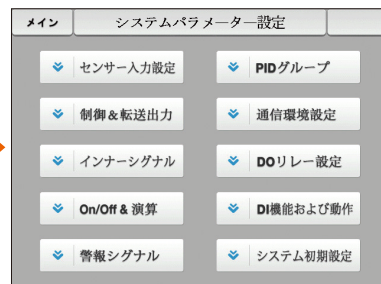 メイン
システムパラメーター設定
センサー入力設定
PIDグループ
制御&転送出力
通信環境設定
インナーシグナル
DOリレー設定
On/Off & 演算
DI機能および動作
警報シグナル
システム初期設定